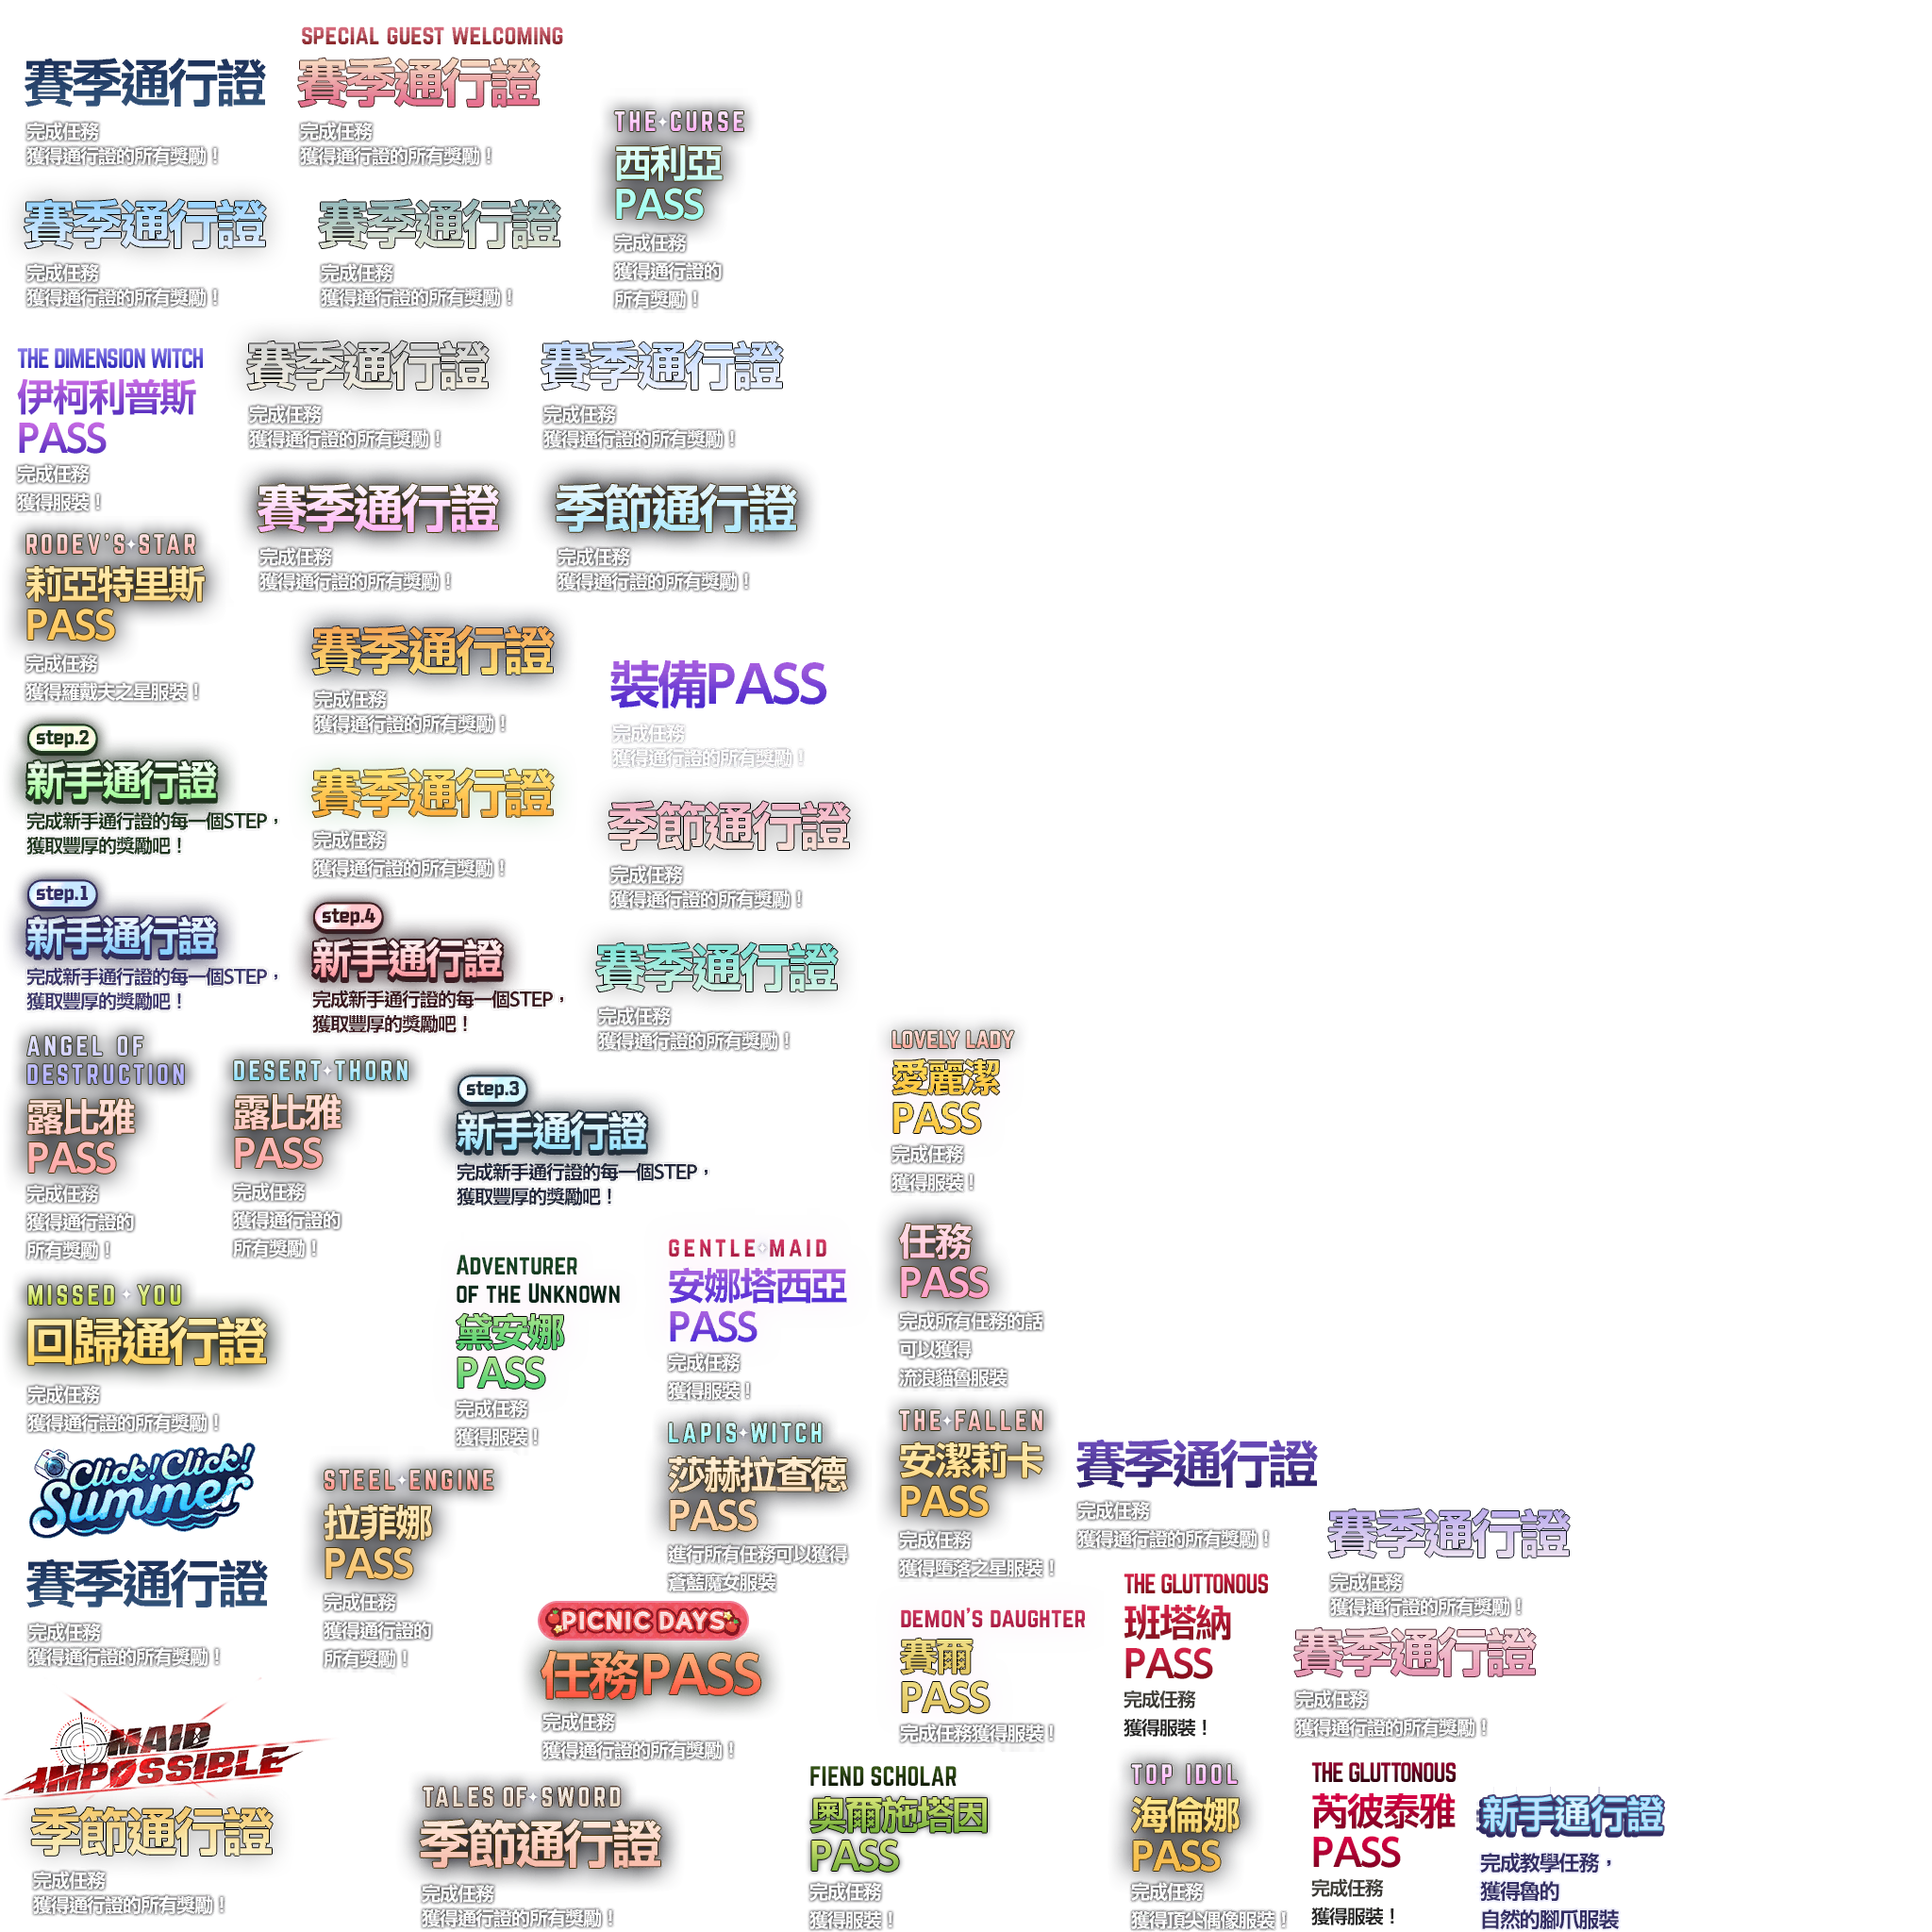 賽季通行證
完成任務
獲得通行證的所有獎勵！
SPECIAL GUEST WELCOMING
賽季通行證
完成任務
獲得通行證的所有獎勵！
THE CURSE
西利亞
PASS
完成任務
獲得通行證的
所有獎勵！
賽季通行證
完成任務
獲得通行證的所有獎勵！
賽季通行證
完成任務
獲得通行證的所有獎勵！
THE DIMENSION WITCH
伊柯利普斯
PASS
完成任務
獲得服裝！
賽季通行證
完成任務
獲得通行證的所有獎勵！
賽季通行證
完成任務
獲得通行證的所有獎勵！
賽季通行證
完成任務
獲得通行證的所有獎勵！
季節通行證
完成任務
獲得通行證的所有獎勵！
RODEV'S STAR
莉亞特里斯
PASS
完成任務
獲得羅戴夫之星服裝！
賽季通行證
完成任務
獲得通行證的所有獎勵！
裝備PASS
完成任務
獲得通行證的所有獎勵！
step.2
新手通行證
完成新手通行證的每一個STEP，
獲取豐厚的獎勵吧！
賽季通行證
完成任務
獲得通行證的所有獎勵！
季節通行證
完成任務
獲得通行證的所有獎勵！
step.1
新手通行證
完成新手通行證的每一個STEP，
獲取豐厚的獎勵吧！
step.4
新手通行證
完成新手通行證的每一個STEP，
獲取豐厚的獎勵吧！
賽季通行證
完成任務
獲得通行證的所有獎勵！
ANGEL OF
DESTRUCTION
露比雅
PASS
完成任務
獲得通行證的
所有獎勵！
DESERT THORN
露比雅
PASS
完成任務
獲得通行證的
所有獎勵！
step.3
新手通行證
完成新手通行證的每一個STEP，
獲取豐厚的獎勵吧！
LOVELY LADY
愛麗潔
PASS
完成任務
獲得服裝！
MISSED YOU
回歸通行證
完成任務
獲得通行證的所有獎勵！
ADVENTURER
OF THE UNKNOWN
黛安娜
PASS
完成任務
獲得服裝！
GENTLE MAID
安娜塔西亞
PASS
完成任務
獲得服裝！
任務
PASS
完成所有任務的話
可以獲得
流浪貓魯服裝
Click! Click!
Summer
賽季通行證
完成任務
獲得通行證的所有獎勵！
STEEL ENGINE
拉菲娜
PASS
完成任務
獲得通行證的
所有獎勵！
LAPIS WITCH
莎赫拉查德
PASS
進行所有任務可以獲得
蒼藍魔女服裝
THE FALLEN
安潔莉卡
PASS
完成任務
獲得墮落之星服裝！
賽季通行證
完成任務
獲得通行證的所有獎勵！
賽季通行證
完成任務
獲得通行證的所有獎勵！
PICNIC DAYS
任務PASS
完成任務
獲得通行證的所有獎勵！
DEMON'S DAUGHTER
賽爾
PASS
完成任務獲得服裝！
THE GLUTTONOUS
班塔納
PASS
完成任務
獲得服裝！
賽季通行證
完成任務
獲得通行證的所有獎勵！
MAID
IMPOSSIBLE
季節通行證
完成任務
獲得通行證的所有獎勵！
TALES OF SWORD
季節通行證
完成任務
獲得通行證的所有獎勵！
FIEND SCHOLAR
奧爾施塔因
PASS
完成任務
獲得服裝！
TOP IDOL
海倫娜
PASS
完成任務
獲得頂尖偶像服裝！
THE GLUTTONOUS
芮彼泰雅
PASS
完成任務
獲得服裝！
新手通行證
完成教學任務，
獲得魯的
自然的腳爪服裝